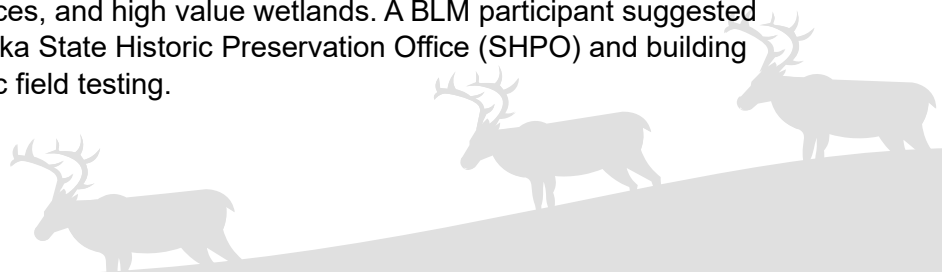 ces, and high value wetlands. A BLM participant suggested
ka State Historic Preservation Office (SHPO) and building
c field testing.